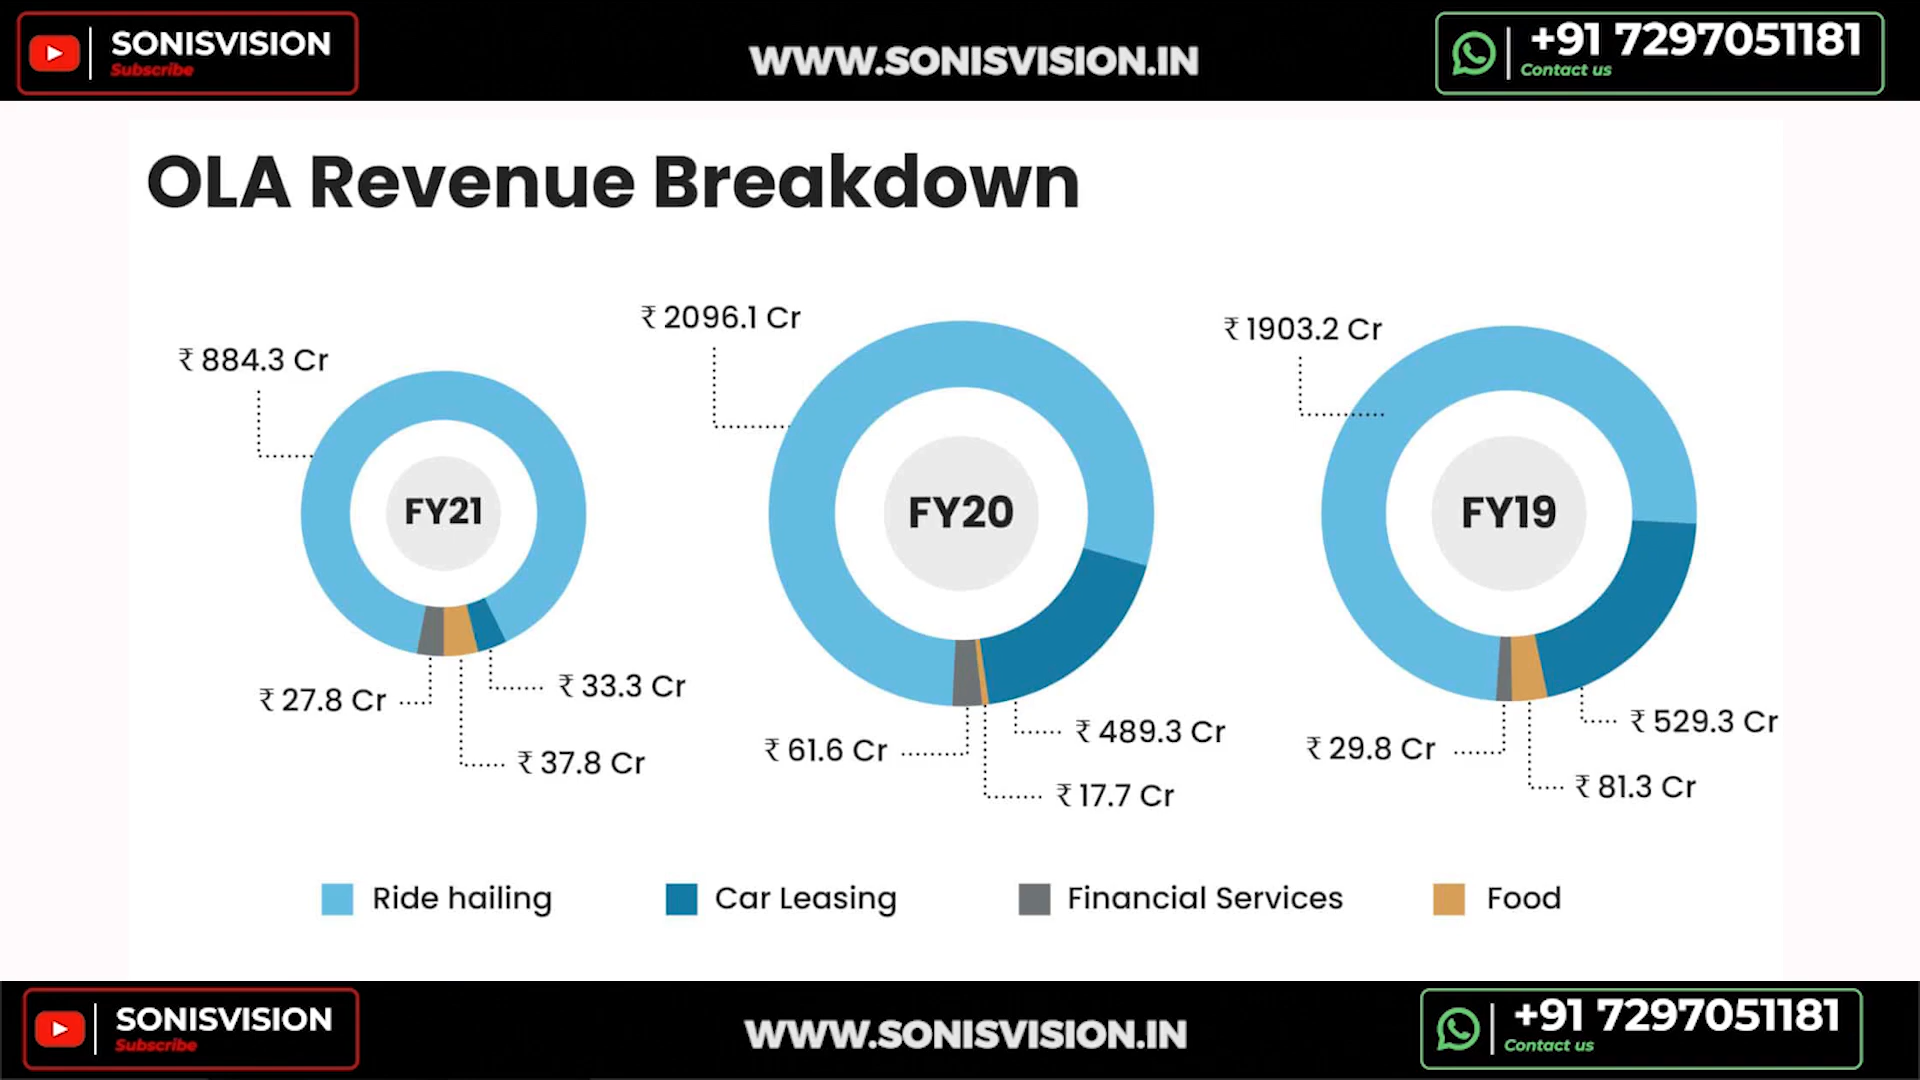 SONISVISION
Subscribe
WWW.SONISVISION.IN
+91 7297051181
Contact us
OLA Revenue Breakdown
₹ 884.3 Cr
FY21
₹ 27.8 Cr
₹ 33.3 Cr
₹ 37.8 Cr
₹ 2096.1 Cr
FY20
₹ 61.6 Cr
₹ 489.3 Cr
₹ 17.7 Cr
₹ 1903.2 Cr
FY19
₹ 29.8 Cr
₹ 529.3 Cr
₹ 81.3 Cr
Ride hailing
Car Leasing
Financial Services
Food
SONISVISION
Subscribe
WWW.SONISVISION.IN
+91 7297051181
Contact us